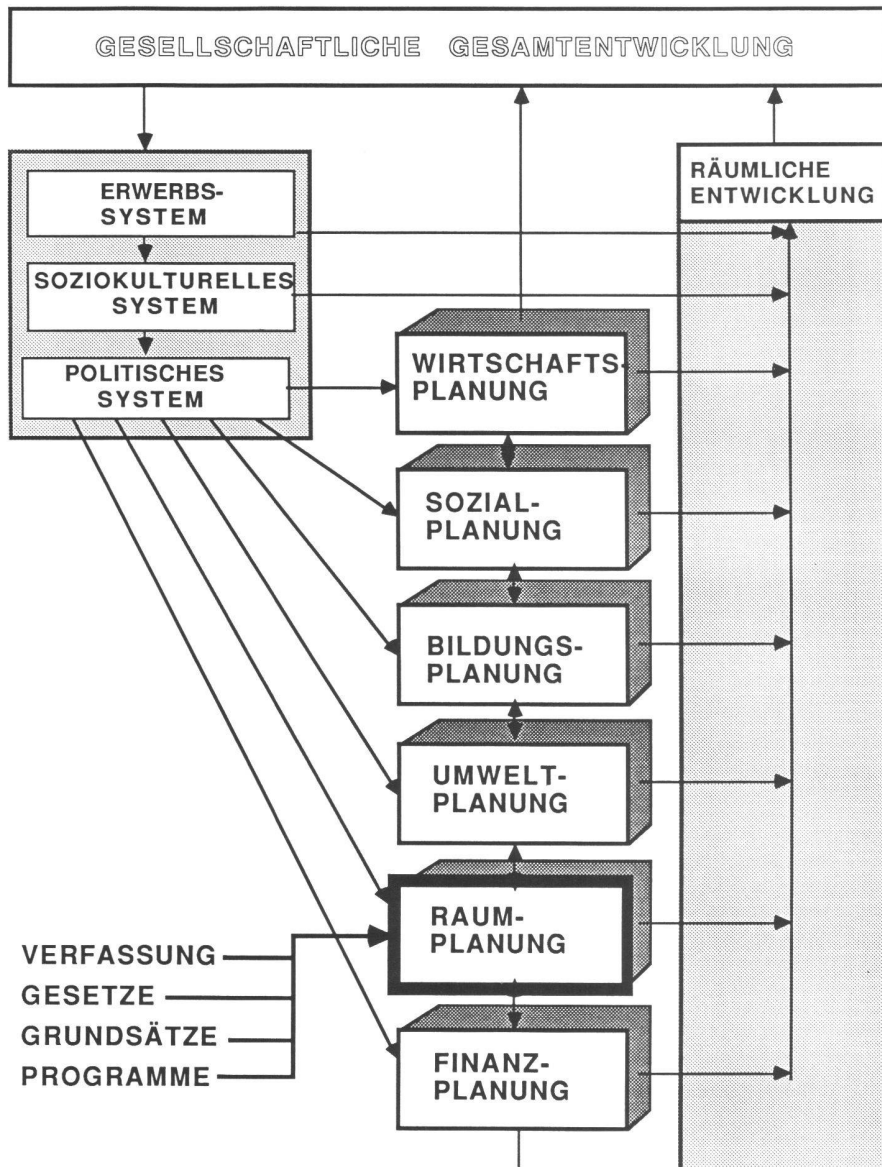 GESELLSCHAFTLICHE GESAMTENTWICKLUNG
ERWERBS-
SYSTEM
SOZIOKULTURELLES
SYSTEM
POLITISCHES
SYSTEM
RÄUMLICHE
ENTWICKLUNG
WIRTSCHAFTS-
PLANUNG
SOZIAL-
PLANUNG
BILDUNGS-
PLANUNG
UMWELT-
PLANUNG
RAUM-
PLANUNG
FINANZ-
PLANUNG
VERFASSUNG
GESETZE
GRUNDSÄTZE
PROGRAMME